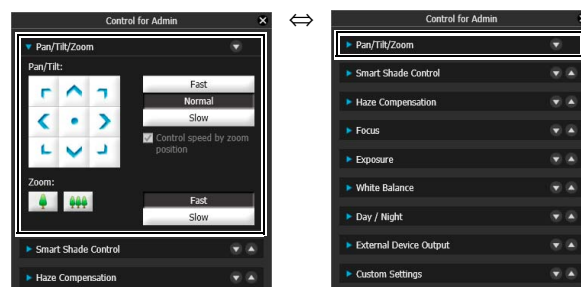 Control for Admin
Pan/Tilt/Zoom
Pan/Tilt:
Fast
Normal
Slow
Control speed by zoom
position
Zoom:
Fast
Slow
Smart Shade Control
Haze Compensation
Control for Admin
Pan/Tilt/Zoom
Smart Shade Control
Haze Compensation
Focus
Exposure
White Balance
Day / Night
External Device Output
Custom Settings